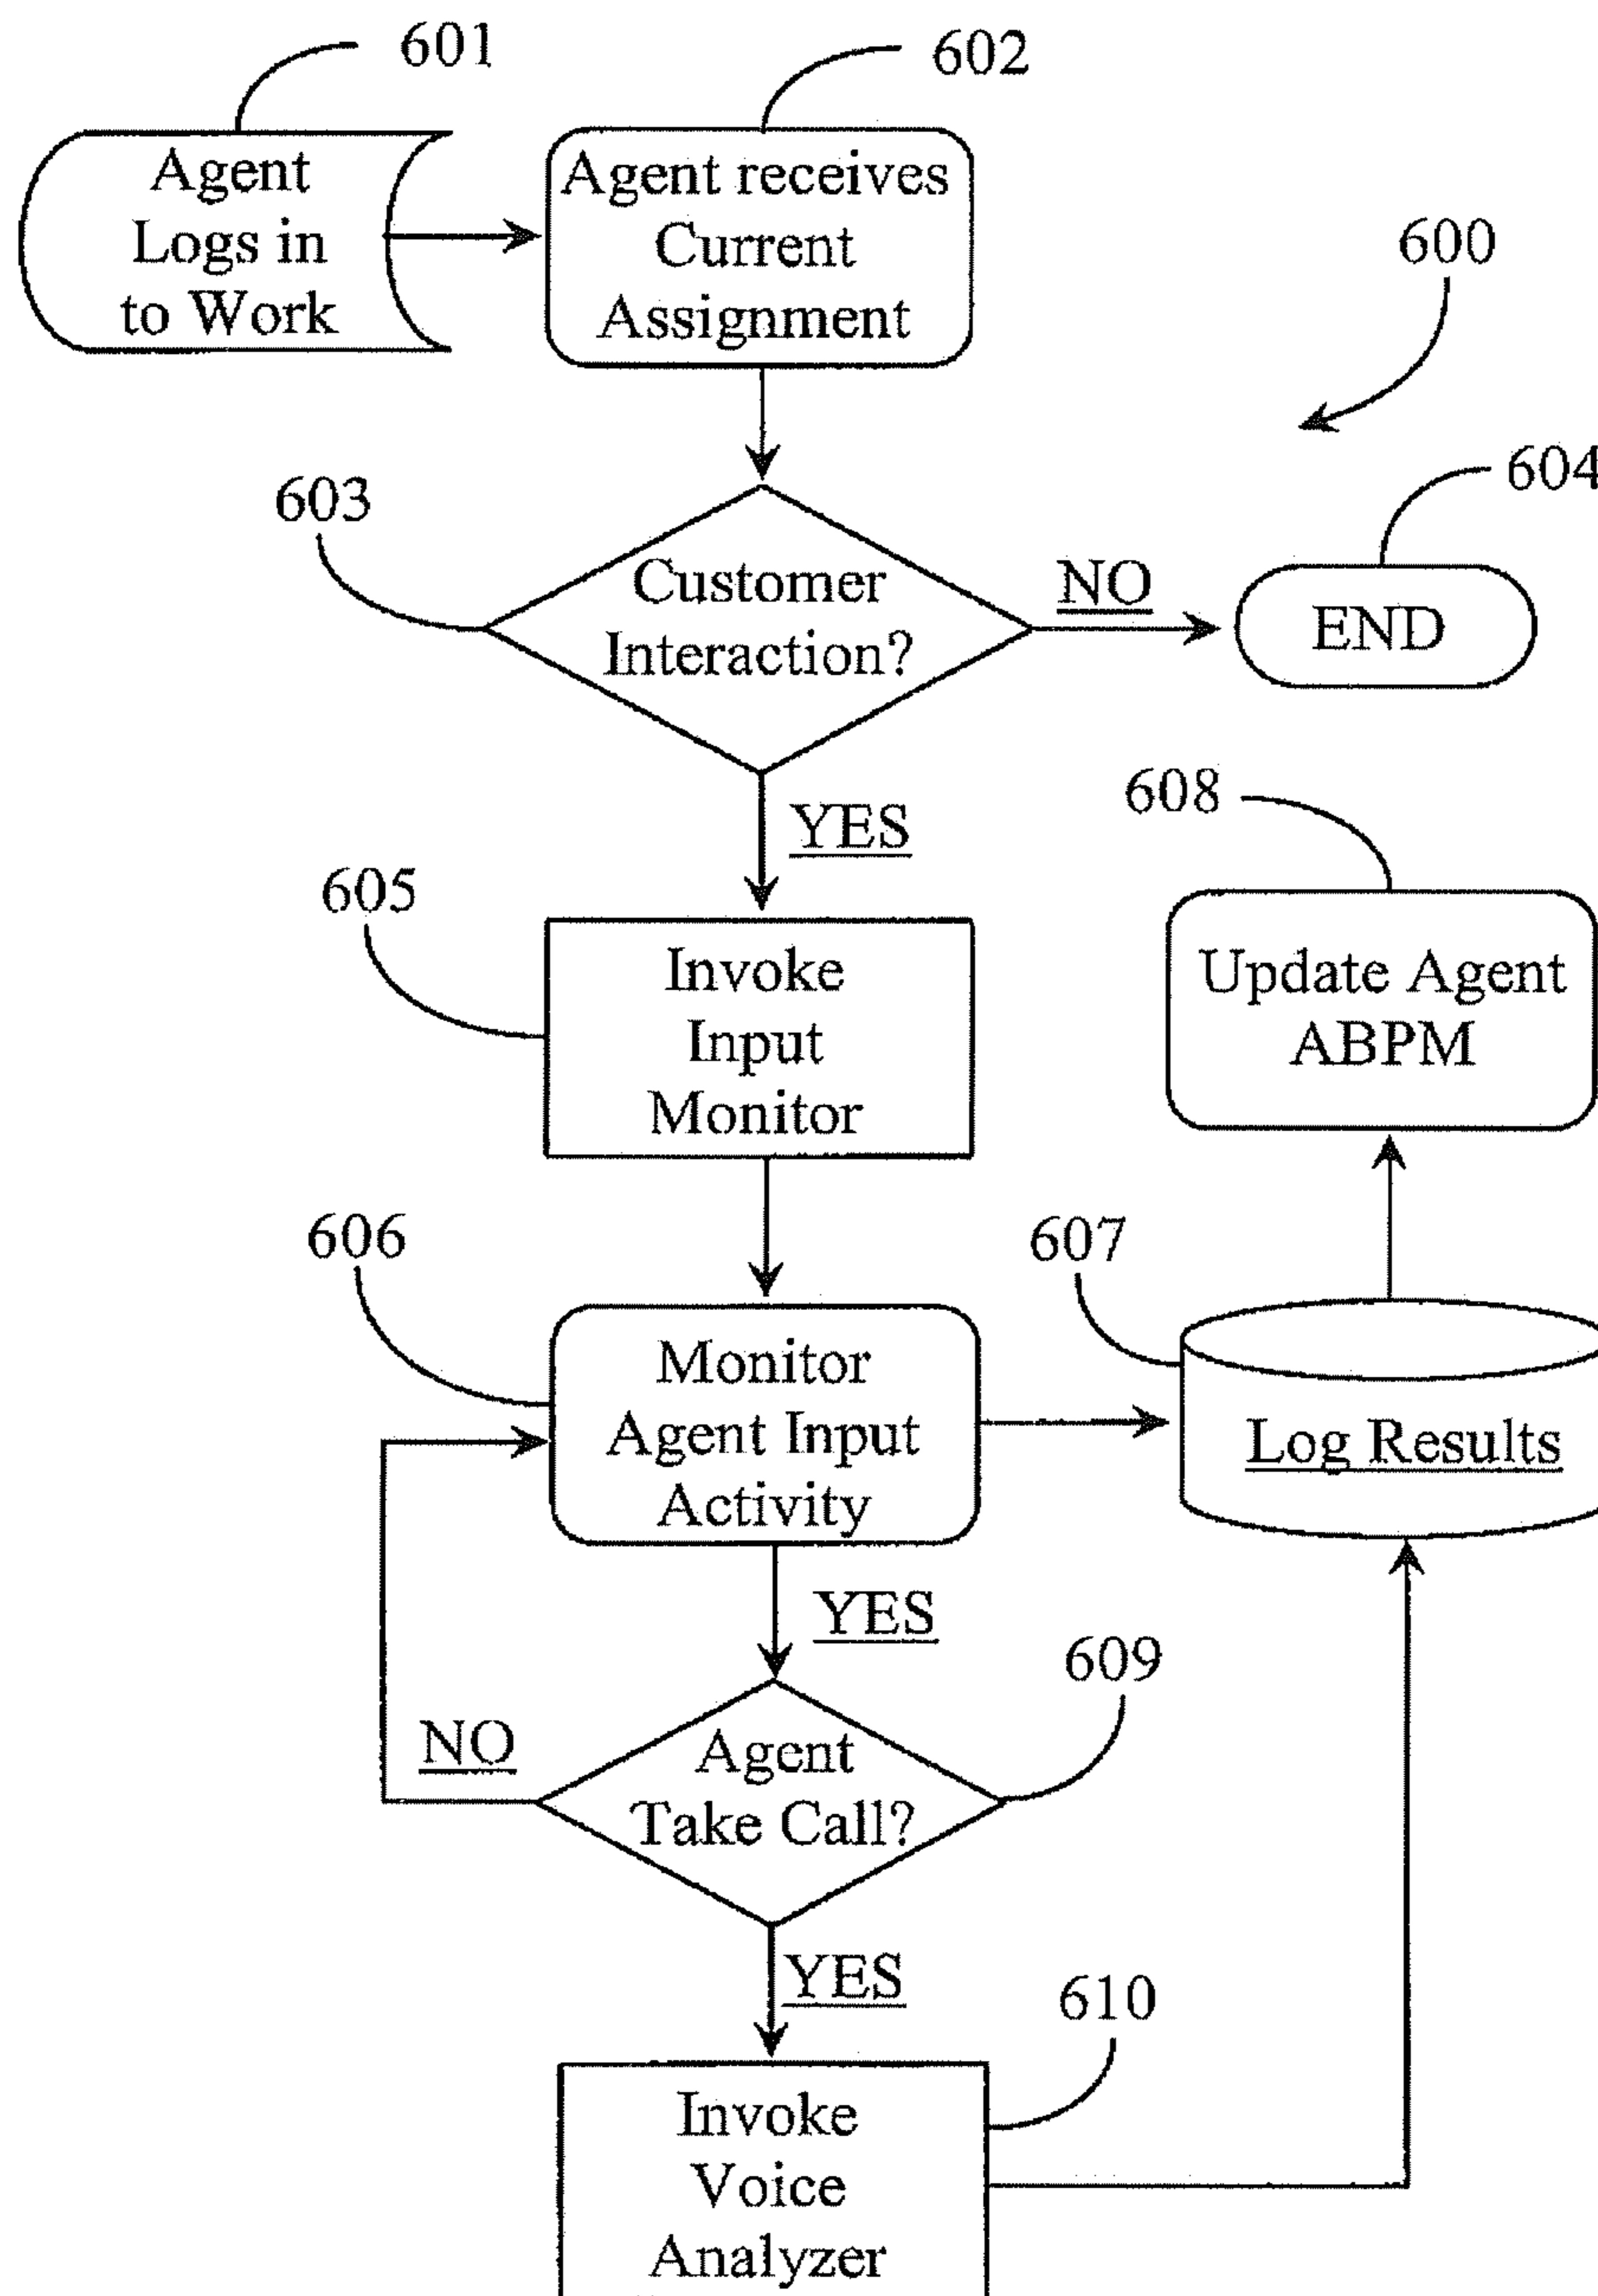 601
602
Agent
Logs in
to Work
Agent receives
Current
Assignment
600
603
604
Customer
Interaction?
NO
END
YES
608
605
Invoke
Input
Monitor
Update Agent
ABPM
606
607
Monitor
Agent Input
Activity
Log Results
YES
609
NO
Agent
Take Call?
YES
610
Invoke
Voice
Analyzer